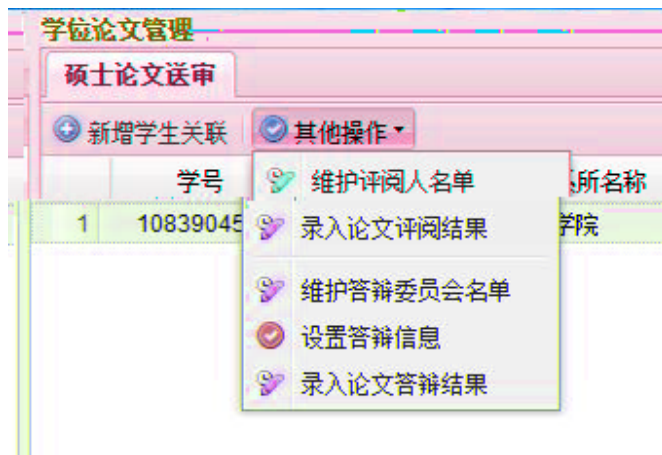 学位论文管理
硕士论文送审
新增学生关联 其他操作
学号 所名称
维护评阅人名单
1 10839045 学院
录入论文评阅结果
维护答辩委员会名单
设置答辩信息
录入论文答辩结果